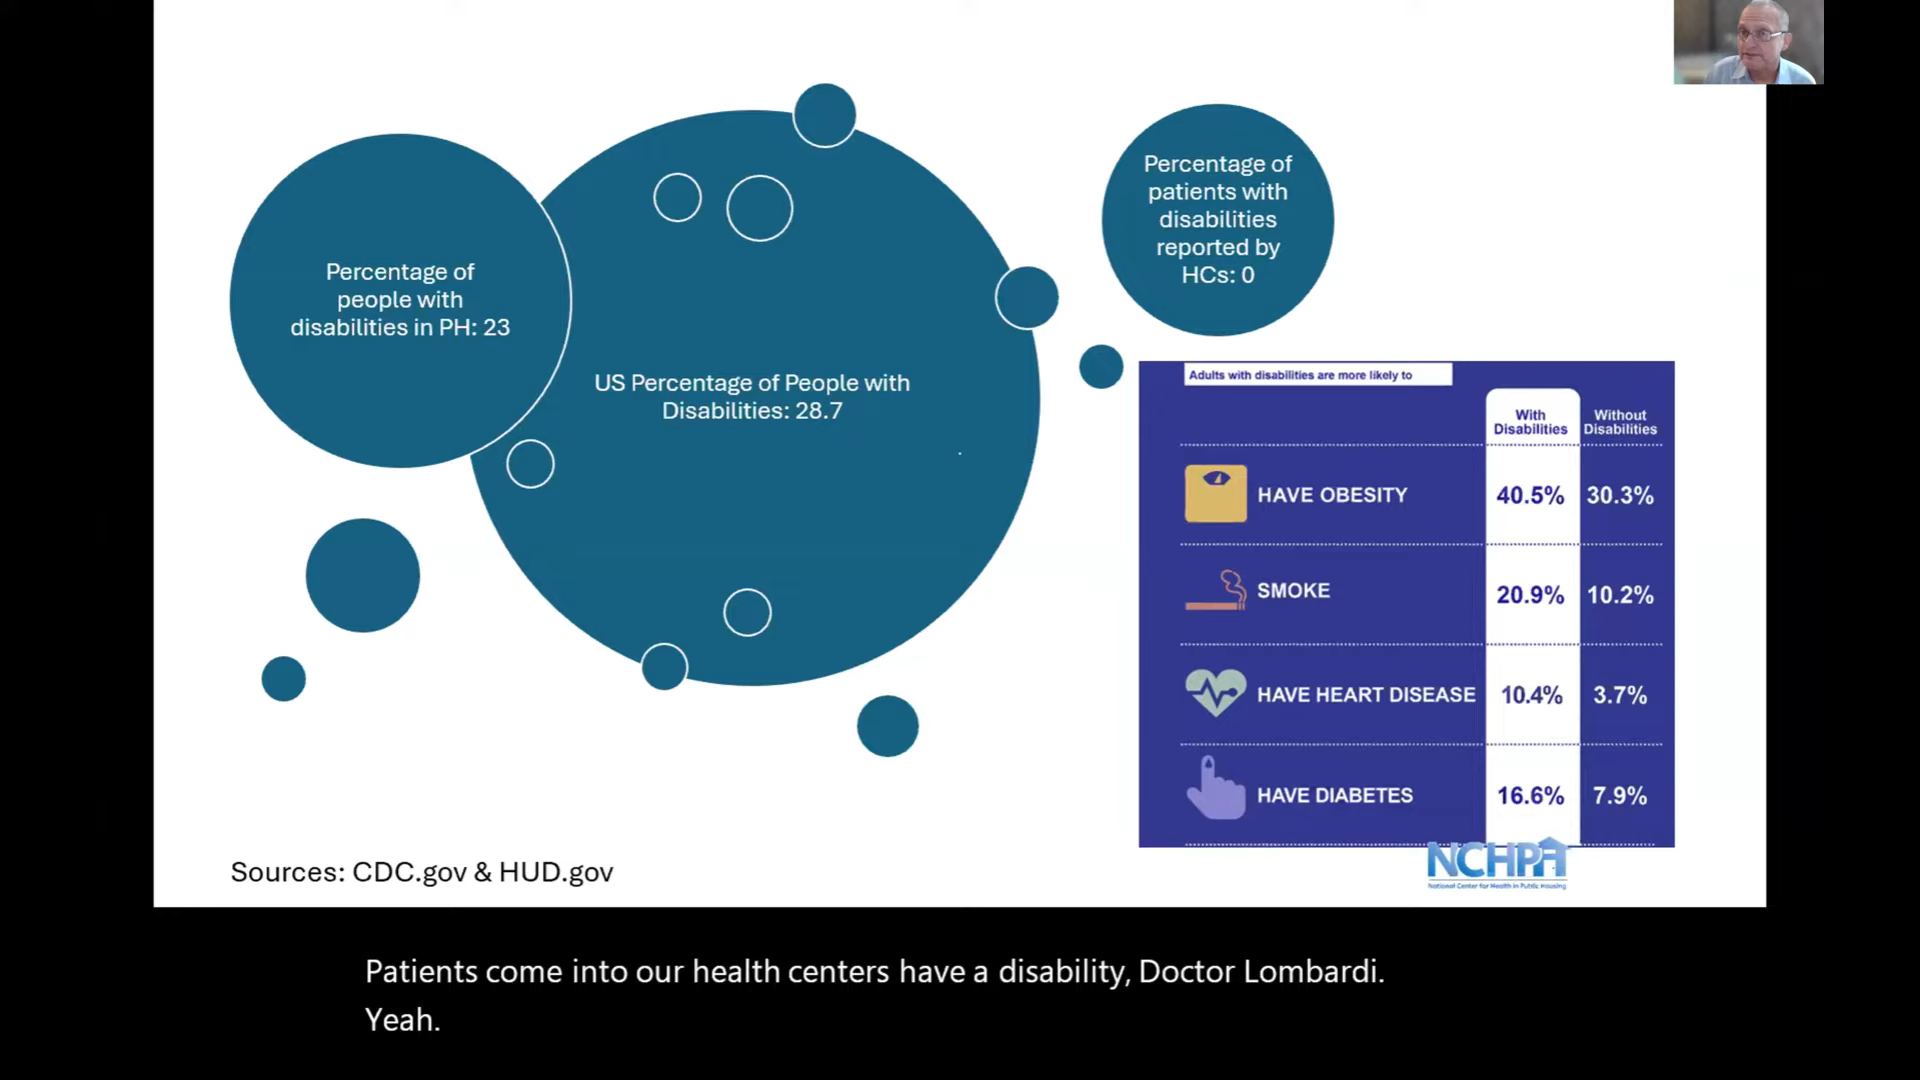 Percentage of
people with
disabilities in PH: 23
US Percentage of People with
Disabilities: 28.7
Percentage of
patients with
disabilities
reported by
HCs: 0
Adults with disabilities are more likely to
With
Disabilities
Without
Disabilities
HAVE OBESITY 40.5% 30.3%
SMOKE 20.9% 10.2%
HAVE HEART DISEASE 10.4% 3.7%
HAVE DIABETES 16.6% 7.9%
NCHPH
National Center for Health in Public Housing
Sources: CDC.gov & HUD.gov
Patients come into our health centers have a disability, Doctor Lombardi.
Yeah.